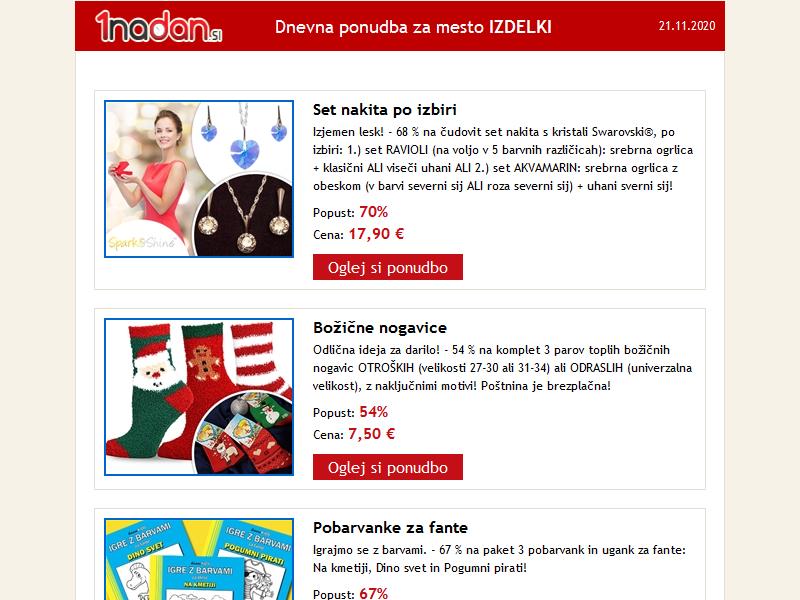 1nadan.si
Dnevna ponudba za mesto IZDELKI
21.11.2020
Set nakita po izbiri
Izjemen lesk! - 68 % na čudovit set nakita s kristali Swarovski®, po
izbiri: 1.) set RAVIOLI (na voljo v 5 barvnih različicah): srebrna ogrlica
+ klasični ALI viseči uhani ALI 2.) set AKVAMARIN: srebrna ogrlica z
obeskom (v barvi severni sij ALI roza severni sij) + uhani sverni sij!
Popust: 70%
Cena: 17,90 €
Oglej si ponudbo
Spark&Shine
Božične nogavice
Odlična ideja za darilo! - 54 % na komplet 3 parov toplih božičnih
nogavic OTROŠKIH (velikosti 27-30 ali 31-34) ali ODRASLIH (univerzalna
velikost), z naključnimi motivi! Poštnina je brezplačna!
Popust: 54%
Cena: 7,50 €
Oglej si ponudbo
Pobarvanke za fante
Igrajmo se z barvami. - 67 % na paket 3 pobarvank in ugank za fante:
Na kmetiji, Dino svet in Pogumni pirati!
Popust: 67%
IGRE Z BARVAMI
DINO SVET
IGRE Z BARVAMI
POGUMNI PIRATI
IGRE Z BARVAMI
NA KMETIJI